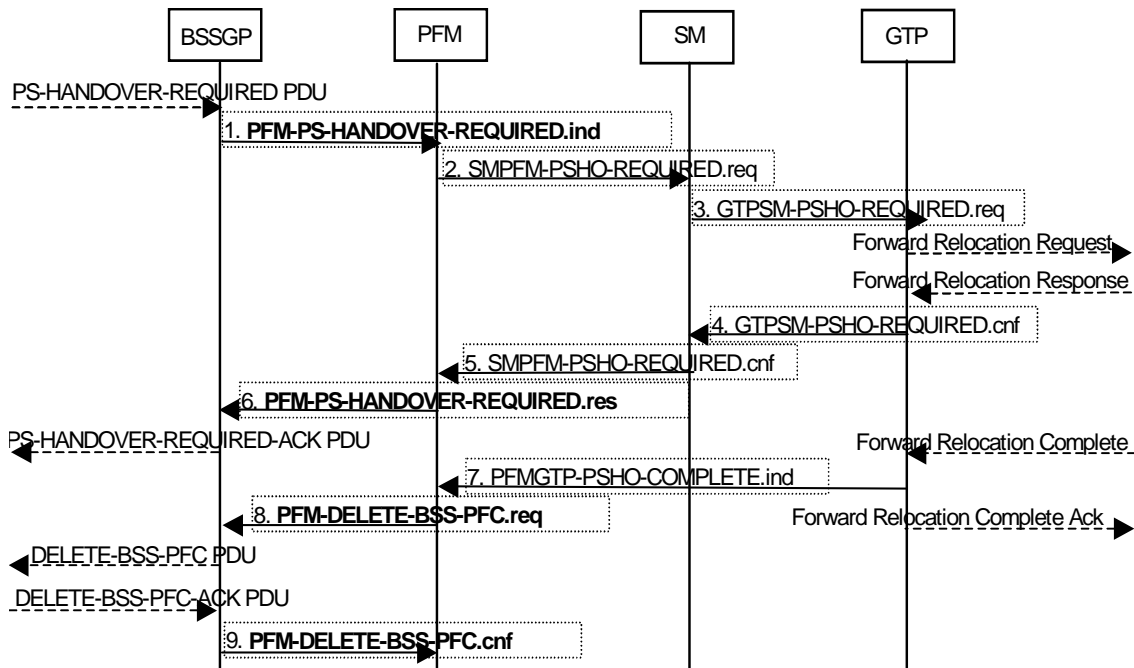 BSSGP
PFM
SM
GTP
PS-HANDOVER-REQUIRED PDU
1. PFM-PS-HANDOVER-REQUIRED.ind
2. SMPFM-PSHO-REQUIRED.req
3. GTPSM-PSHO-REQUIRED.req
Forward Relocation Request
Forward Relocation Response
4. GTPSM-PSHO-REQUIRED.cnf
5. SMPFM-PSHO-REQUIRED.cnf
6. PFM-PS-HANDOVER-REQUIRED.res
PS-HANDOVER-REQUIRED-ACK PDU
Forward Relocation Complete
7. PFMGTP-PSHO-COMPLETE.ind
8. PFM-DELETE-BSS-PFC.req
Forward Relocation Complete Ack
DELETE-BSS-PFC PDU
DELETE-BSS-PFC-ACK PDU
9. PFM-DELETE-BSS-PFC.cnf